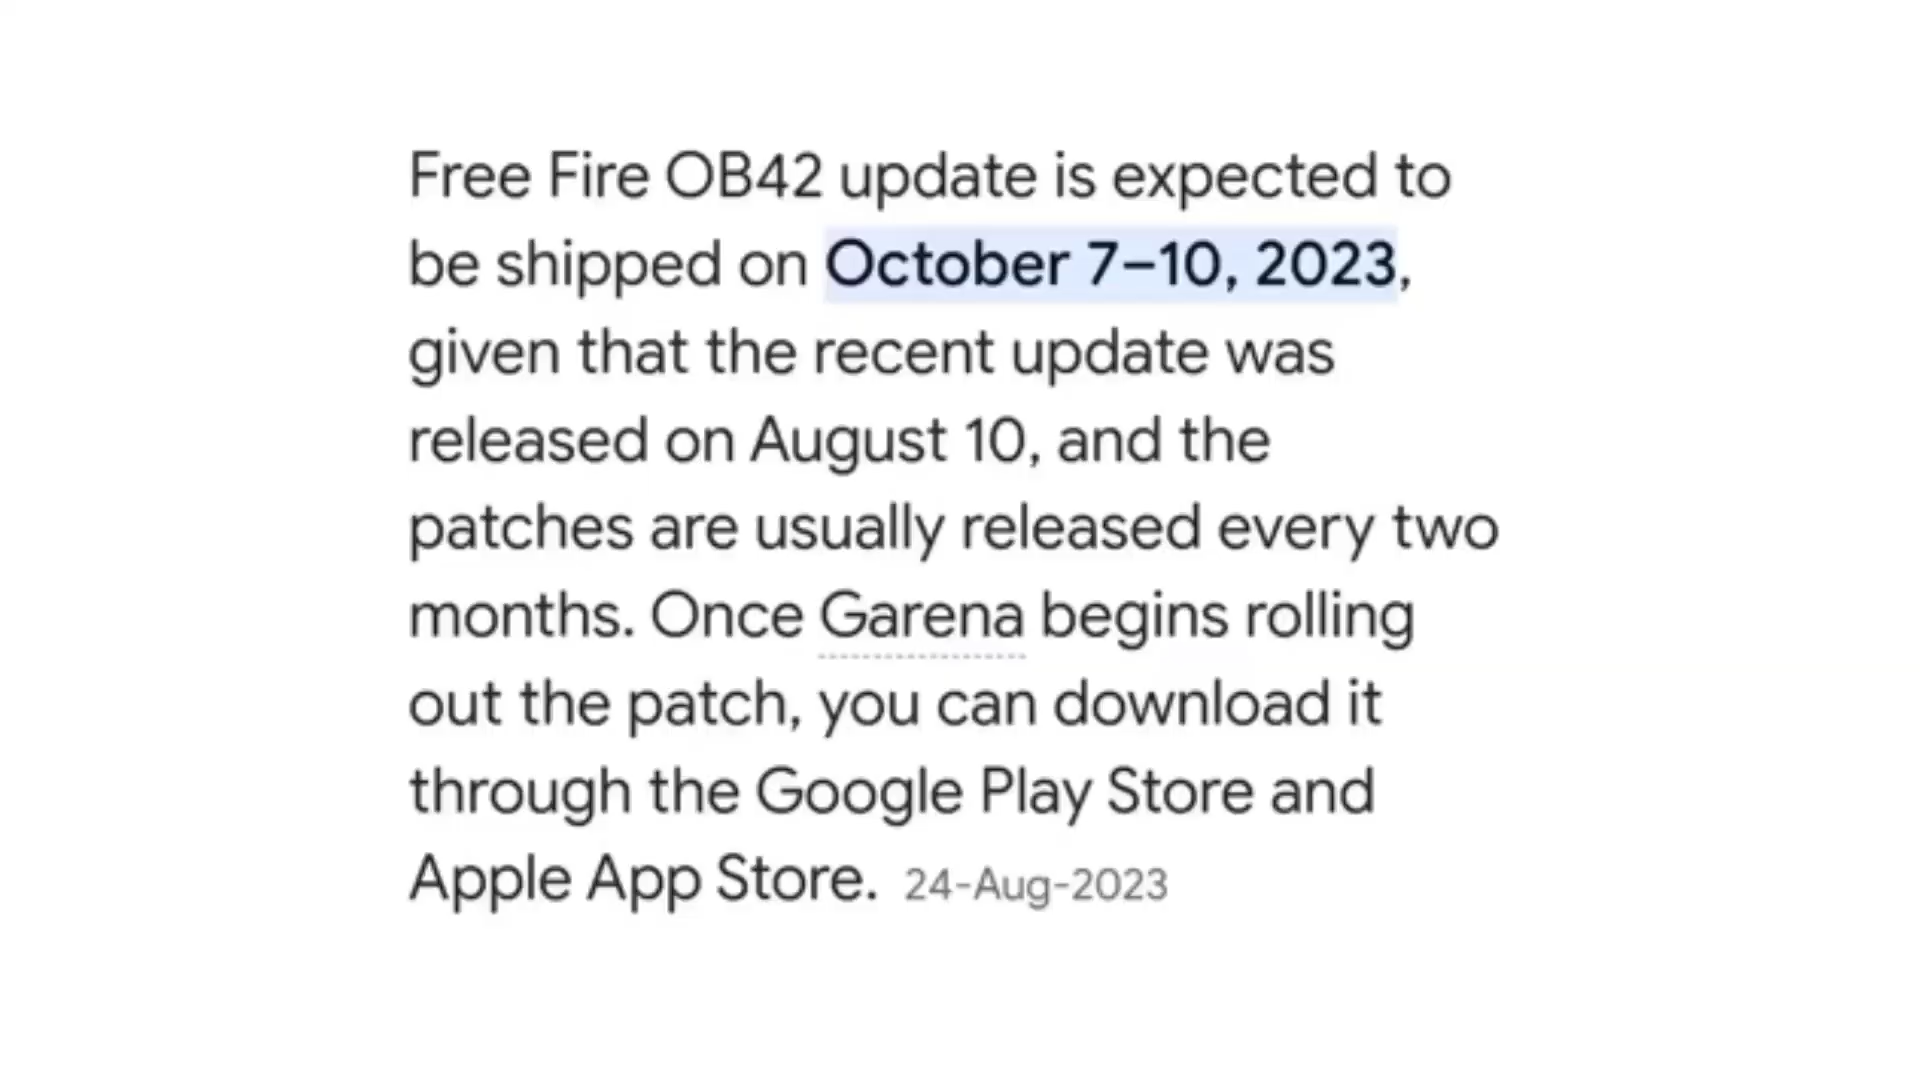 Free Fire OB42 update is expected to
be shipped on October 7–10, 2023,
given that the recent update was
released on August 10, and the
patches are usually released every two
months. Once Garena begins rolling
out the patch, you can download it
through the Google Play Store and
Apple App Store. 24-Aug-2023